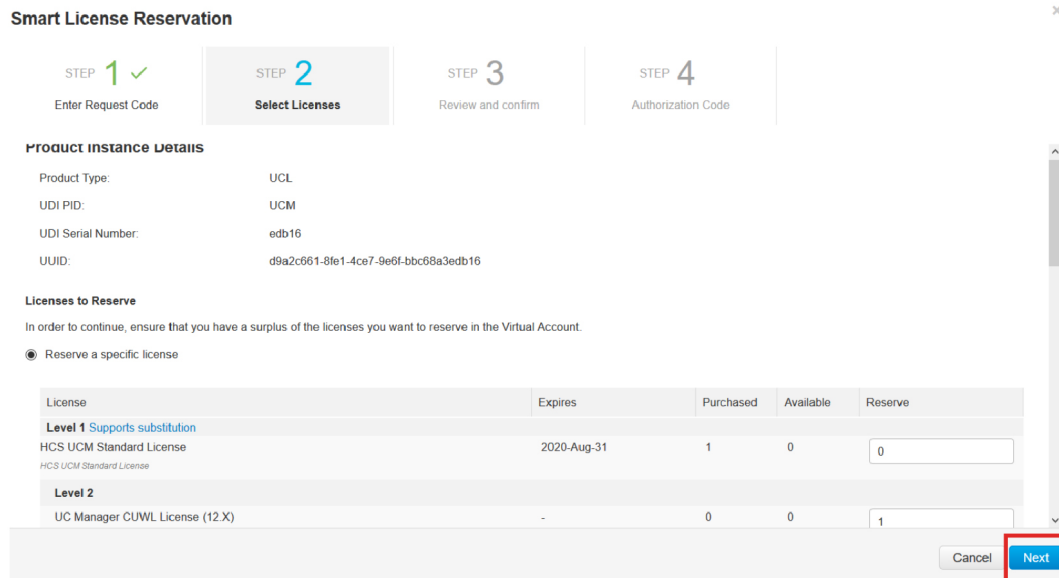 Smart License Reservation
STEP 1
Enter Request Code
STEP 2
Select Licenses
STEP 3
Review and confirm
STEP 4
Authorization Code
Product Instance Details
Product Type: UCL
UDI PID: UCM
UDI Serial Number: edb16
UUID: d9a2c661-8fe1-4ce7-9e6f-bbc68a3edb16
Licenses to Reserve
In order to continue, ensure that you have a surplus of the licenses you want to reserve in the Virtual Account.
Reserve a specific license
License Expires Purchased Available Reserve
Level 1 Supports substitution
HCS UCM Standard License 2020-Aug-31 1 0 0
HCS UCM Standard License
Level 2
UC Manager CUWL License (12.X) - 0 0 1
Cancel Next